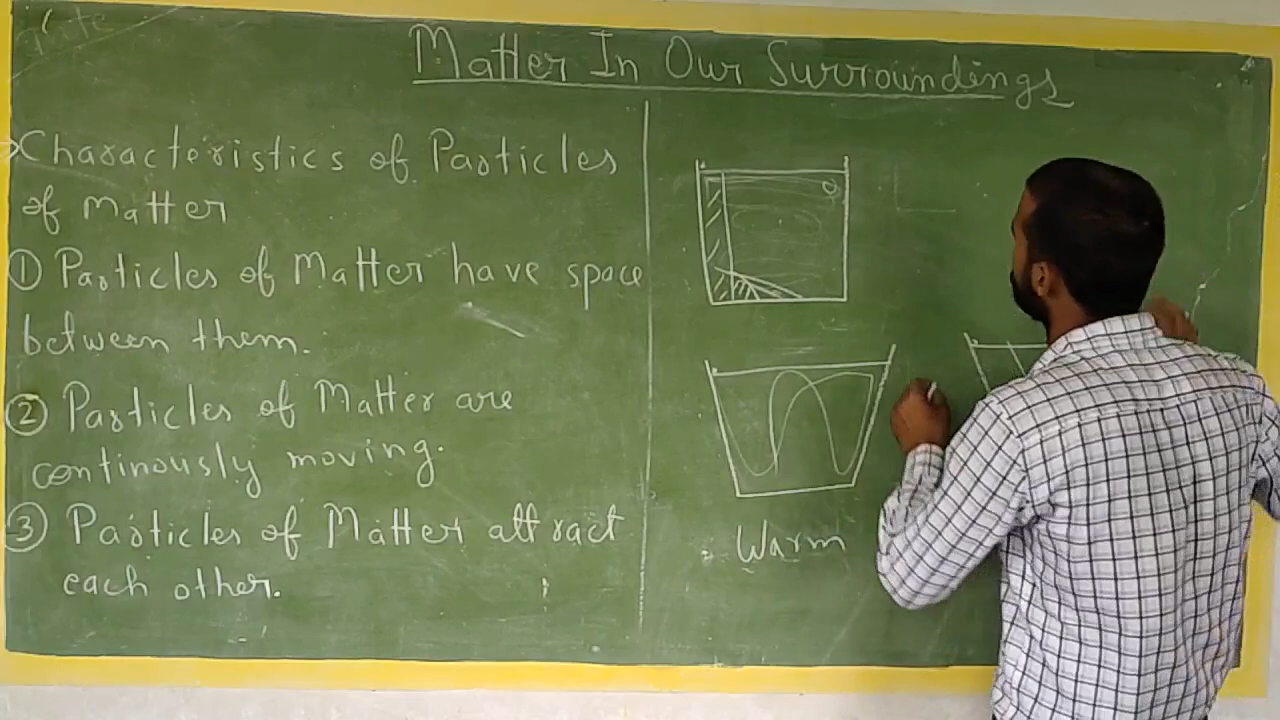 Matter In Our Surroundings
Characteristics of Particles
of Matter
① Particles of Matter have space
between them.
② Particles of Matter are
continously moving.
③ Particles of Matter attract
each other.
Warm